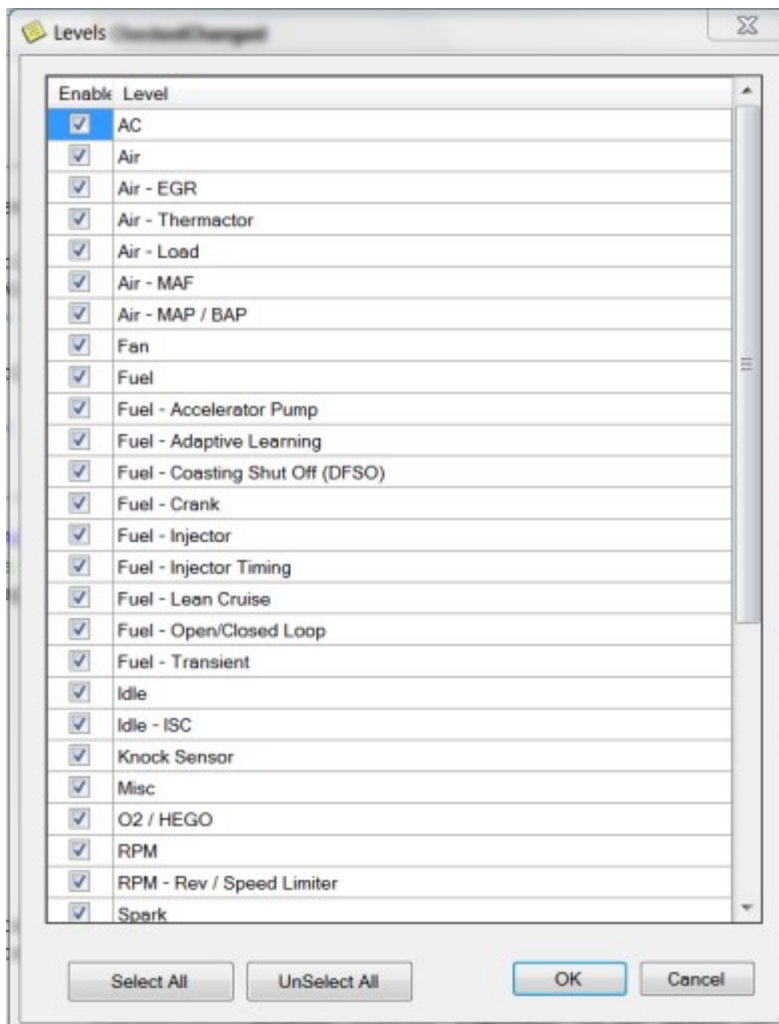 Levels
Enable Level
AC
Air
Air - EGR
Air - Thermactor
Air - Load
Air - MAF
Air - MAP / BAP
Fan
Fuel
Fuel - Accelerator Pump
Fuel - Adaptive Learning
Fuel - Coasting Shut Off (DFSO)
Fuel - Crank
Fuel - Injector
Fuel - Injector Timing
Fuel - Lean Cruise
Fuel - Open/Closed Loop
Fuel - Transient
Idle
Idle - ISC
Knock Sensor
Misc
O2 / HEGO
RPM
RPM - Rev / Speed Limiter
Spark
Select All UnSelect All OK Cancel